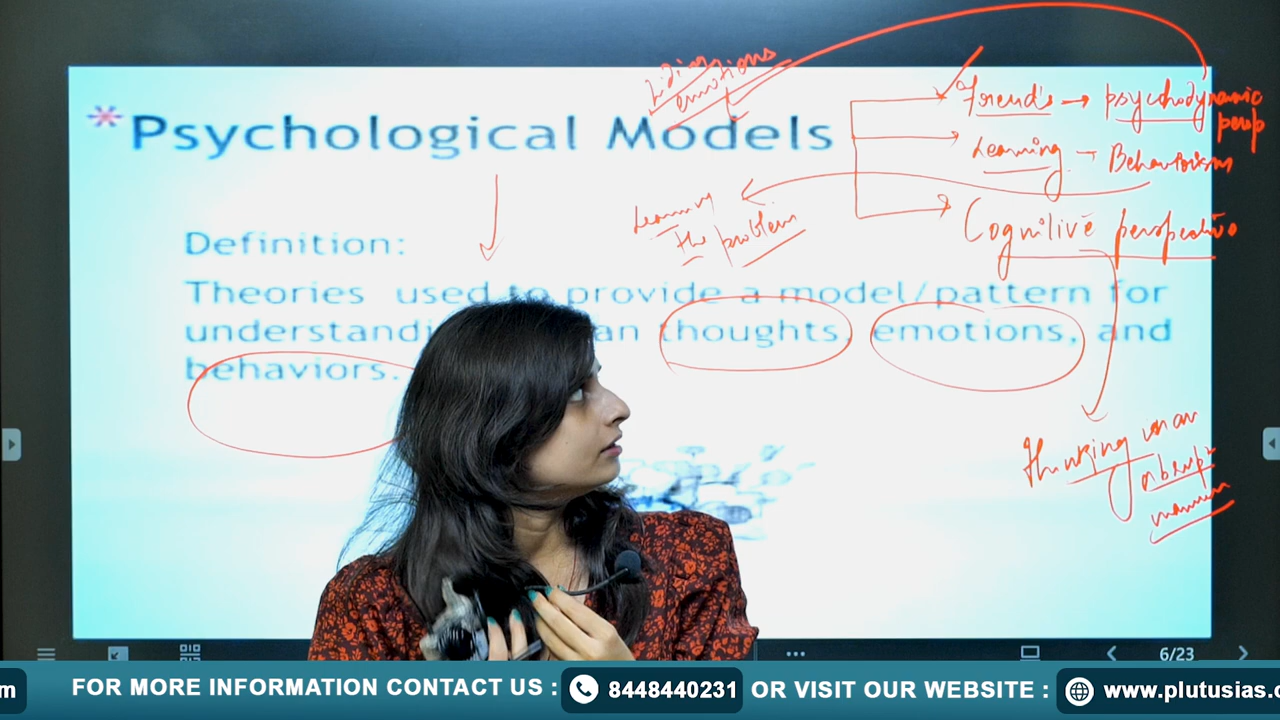 * Psychological Models
Definition:
Theories used to provide a model/pattern for
understandi an thoughts, emotions, and
behaviors.
emotions
Freud's → psychodynamic
persp
Learning → Behaviorism
Cognitive perspective
Learning
the problem
Thinking in an
manner
6/23
m
FOR MORE INFORMATION CONTACT US : 8448440231 OR VISIT OUR WEBSITE : www.plutusias.c